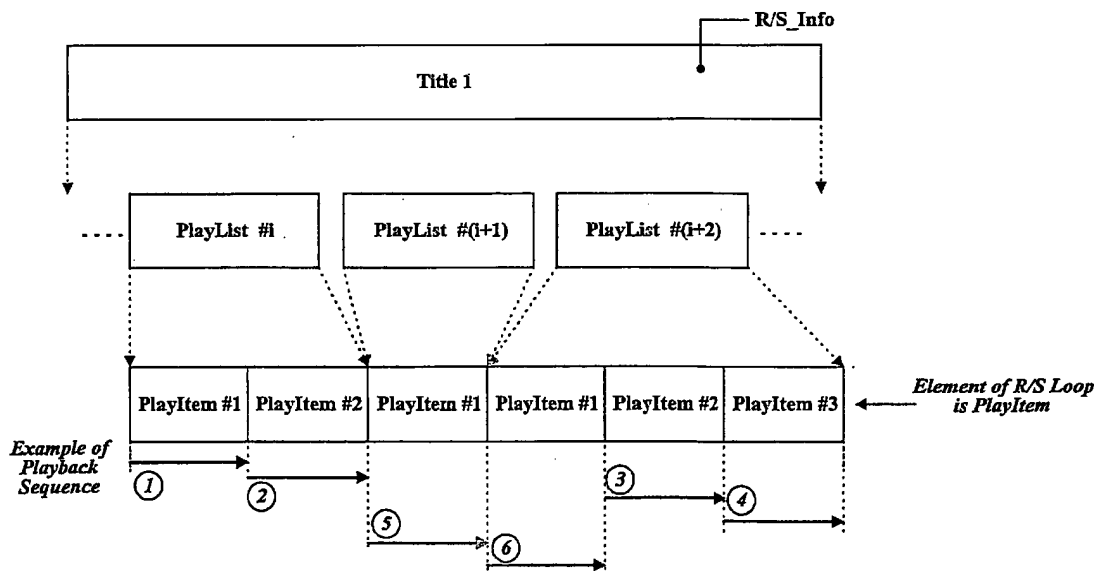 R/S_Info
Title 1
PlayList #i
PlayList #(i+1)
PlayList #(i+2)
PlayItem #1
PlayItem #2
PlayItem #1
PlayItem #1
PlayItem #2
PlayItem #3
Element of R/S Loop
is PlayItem
Example of
Playback
Sequence
1
2
5
6
3
4